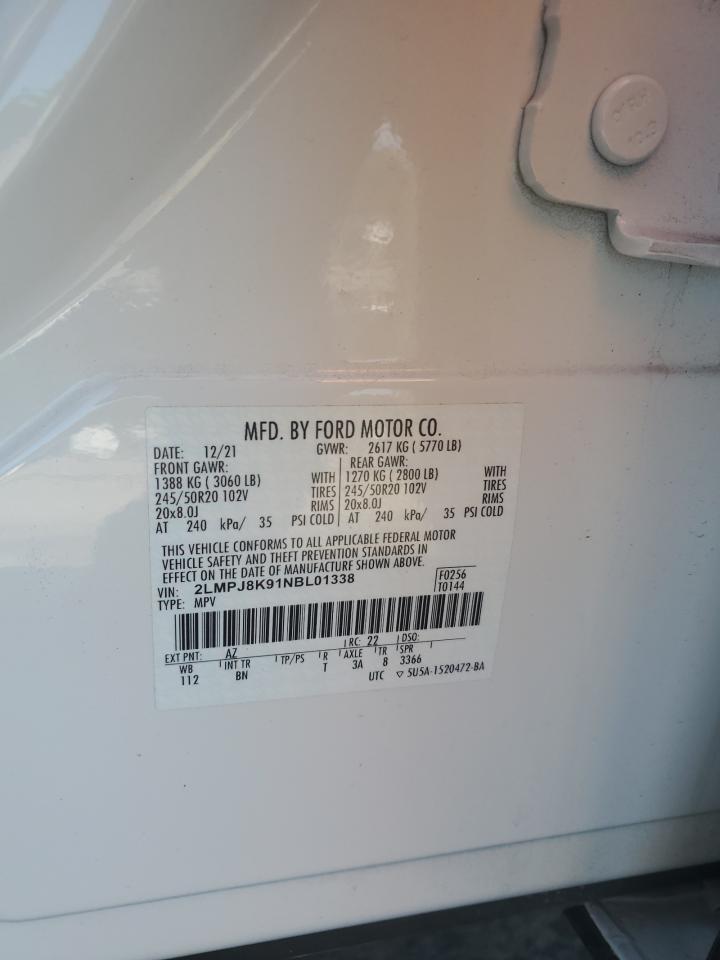 MFD. BY FORD MOTOR CO.
DATE: 12/21 GVWR: 2617 KG ( 5770 LB)
FRONT GAWR: REAR GAWR:
1388 KG ( 3060 LB) WITH 1270 KG ( 2800 LB) WITH
245/50R20 102V TIRES 245/50R20 102V TIRES
20x8.0J RIMS 20x8.0J RIMS
AT 240 kPa/ 35 PSI COLD AT 240 kPa/ 35 PSI COLD
THIS VEHICLE CONFORMS TO ALL APPLICABLE FEDERAL MOTOR
VEHICLE SAFETY AND THEFT PREVENTION STANDARDS IN
EFFECT ON THE DATE OF MANUFACTURE SHOWN ABOVE.
VIN: 2LMPJ8K91NBL01338 F0256
TYPE: MPV T0144
EXT PNT: AZ RC: 22 DSO:
WB INT TR TP/PS R AXLE TR SPR
112 BN T 3A 8 3366
UTC ▽ 5U5A-1520472-BA